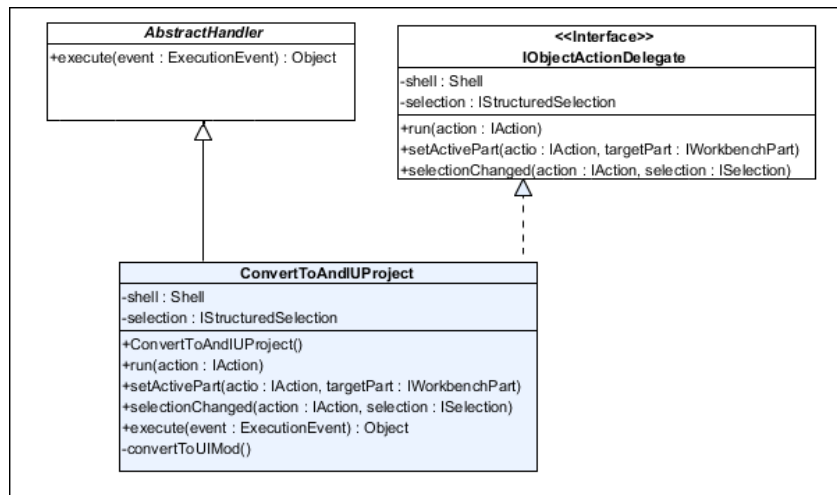 AbstractHandler
+execute(event : ExecutionEvent) : Object
<<Interface>>
IObjectActionDelegate
-shell : Shell
-selection : IStructuredSelection
+run(action : IAction)
+setActivePart(actio : IAction, targetPart : IWorkbenchPart)
+selectionChanged(action : IAction, selection : ISelection)
ConvertToAndIUProject
-shell : Shell
-selection : IStructuredSelection
+ConvertToAndIUProject()
+run(action : IAction)
+setActivePart(actio : IAction, targetPart : IWorkbenchPart)
+selectionChanged(action : IAction, selection : ISelection)
+execute(event : ExecutionEvent) : Object
-convertToUIMod()